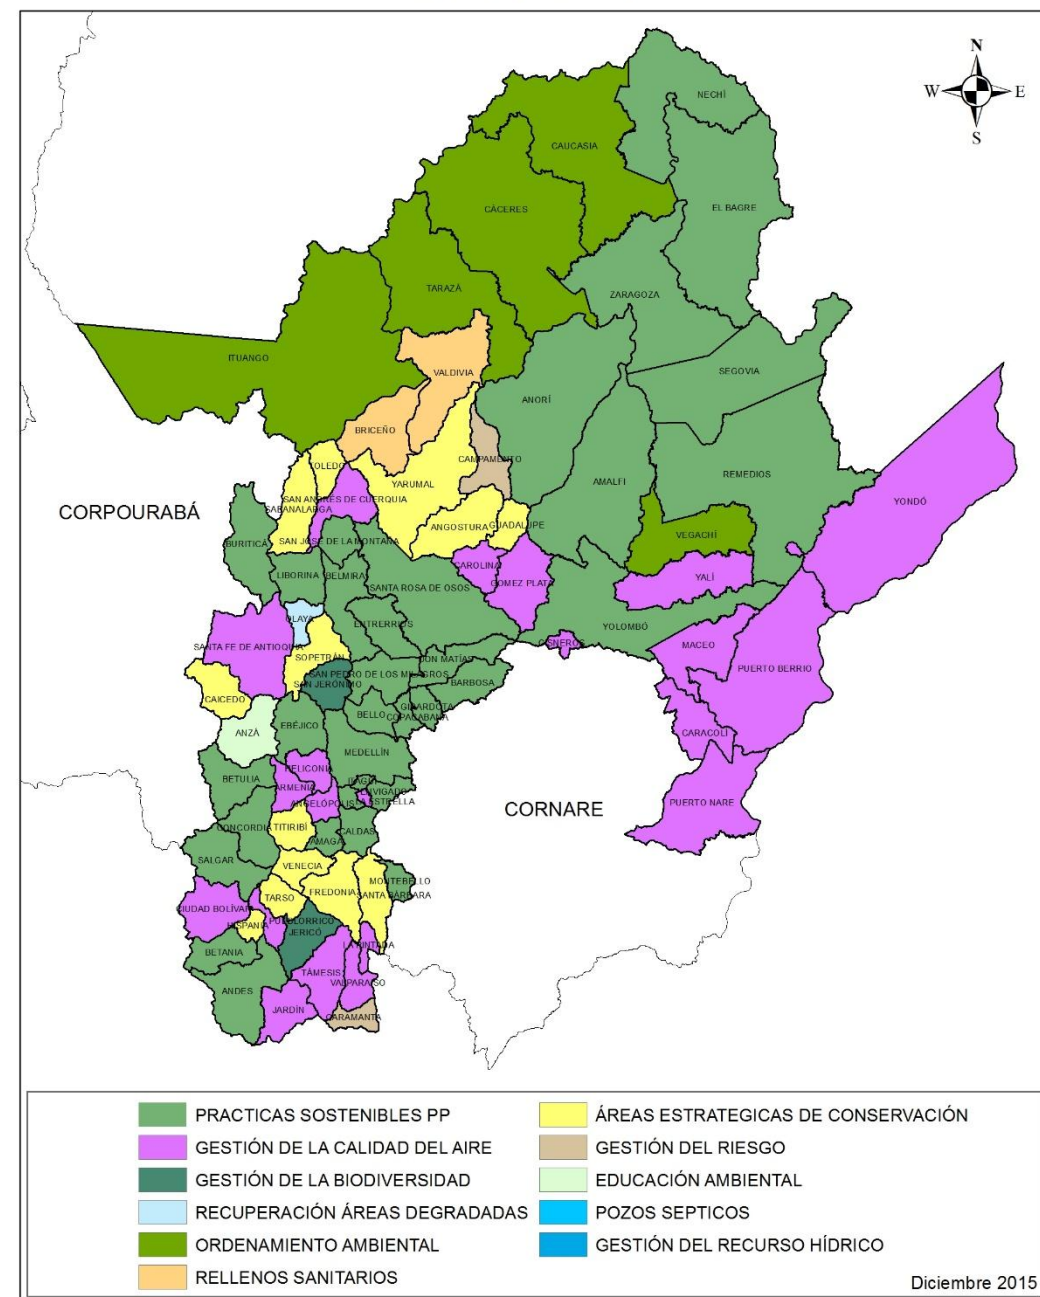 N
W
E
S
NECHÍ
CAUCASIA
CÁCERES
EL BAGRE
TARAZÁ
ZARAGOZA
ITUANGO
VALDIVIA
SEGOVIA
ANORÍ
BRICEÑO
CAMPAMENTO
TOLEDO
YARUMAL
AMALFI
REMEDIOS
SAN ANDRÉS DE CUERQUIA
SABANALARGA
YONDÓ
CORPOURABÁ
ANGOSTURA
GUADALUPE
VEGACHÍ
BURITICÁ
SAN JOSÉ DE LA MONTAÑA
CAROLINA
LIBORINA
BELMIRA
GOMEZ PLATA
YALÍ
SANTA ROSA DE OSOS
OLAYA
ENTRERRIOS
YOLOMBÓ
SANTA FE DE ANTIOQUIA
CISNEROS
MACEO
SOPETRÁN
DON MATÍAS
PUERTO BERRIO
SAN PEDRO DE LOS MILAGROS
SAN JERÓNIMO
BARBOSA
CAICEDO
GIRARDOTA
BELLO
COPACABANA
EBÉJICO
ANZÁ
CARACOLÍ
MEDELLÍN
HELICONIA
BETULIA
ITAGÜÍ
ARMENIA
ENVIGADO
LA ESTRELLA
ANGELÓPOLIS
PUERTO NARE
CORNARE
CONCORDIA
TITIRIBÍ
CALDAS
AMAGÁ
SALGAR
VENECIA
MONTEBELLO
FREDONIA
SANTA BÁRBARA
TARSO
CIUDAD BOLÍVAR
PUEBLORRICO
HISPANIA
JERICÓ
LA PINTADA
BETANIA
TÁMESIS
VALPARAISO
ANDES
JARDÍN
CARAMANTA
PRACTICAS SOSTENIBLES PP
GESTIÓN DE LA CALIDAD DEL AIRE
GESTIÓN DE LA BIODIVERSIDAD
RECUPERACIÓN ÁREAS DEGRADADAS
ORDENAMIENTO AMBIENTAL
RELLENOS SANITARIOS
ÁREAS ESTRATEGICAS DE CONSERVACIÓN
GESTIÓN DEL RIESGO
EDUCACIÓN AMBIENTAL
POZOS SEPTICOS
GESTIÓN DEL RECURSO HÍDRICO
Diciembre 2015